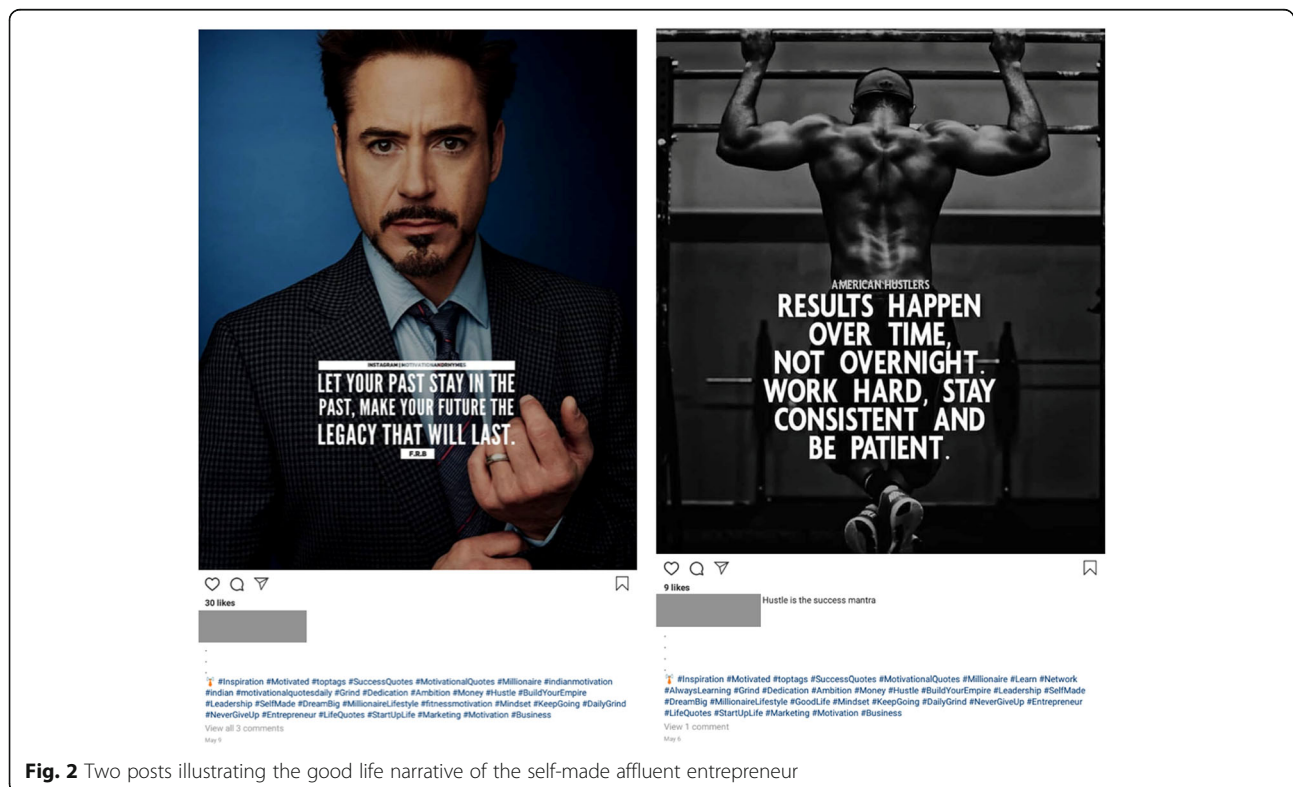 INSTAGRAM | MOTIVATIONANDRHYMES
LET YOUR PAST STAY IN THE
PAST, MAKE YOUR FUTURE THE
LEGACY THAT WILL LAST.
F.R.B
30 likes
.
.
.
#Inspiration #Motivated #toptags #SuccessQuotes #MotivationalQuotes #Millionaire #indianmotivation
#indian #motivationalquotesdaily #Grind #Dedication #Ambition #Money #Hustle #BuildYourEmpire
#Leadership #SelfMade #DreamBig #MillionaireLifestyle #fitnessmotivation #Mindset #KeepGoing #DailyGrind
#NeverGiveUp #Entrepreneur #LifeQuotes #StartUpLife #Marketing #Motivation #Business
View all 3 comments
May 5
AMERICAN HUSTLERS
RESULTS HAPPEN
OVER TIME,
NOT OVERNIGHT.
WORK HARD, STAY
CONSISTENT AND
BE PATIENT.
9 likes
Hustle is the success mantra
.
.
.
.
#Inspiration #Motivated #toptags #SuccessQuotes #MotivationalQuotes #Millionaire #Learn #Network
#AlwaysLearning #Grind #Dedication #Ambition #Money #Hustle #BuildYourEmpire #Leadership #SelfMade
#DreamBig #MillionaireLifestyle #GoodLife #Mindset #KeepGoing #DailyGrind #NeverGiveUp #Entrepreneur
#LifeQuotes #StartUpLife #Marketing #Motivation #Business
View 1 comment
May 6
Fig. 2 Two posts illustrating the good life narrative of the self-made affluent entrepreneur